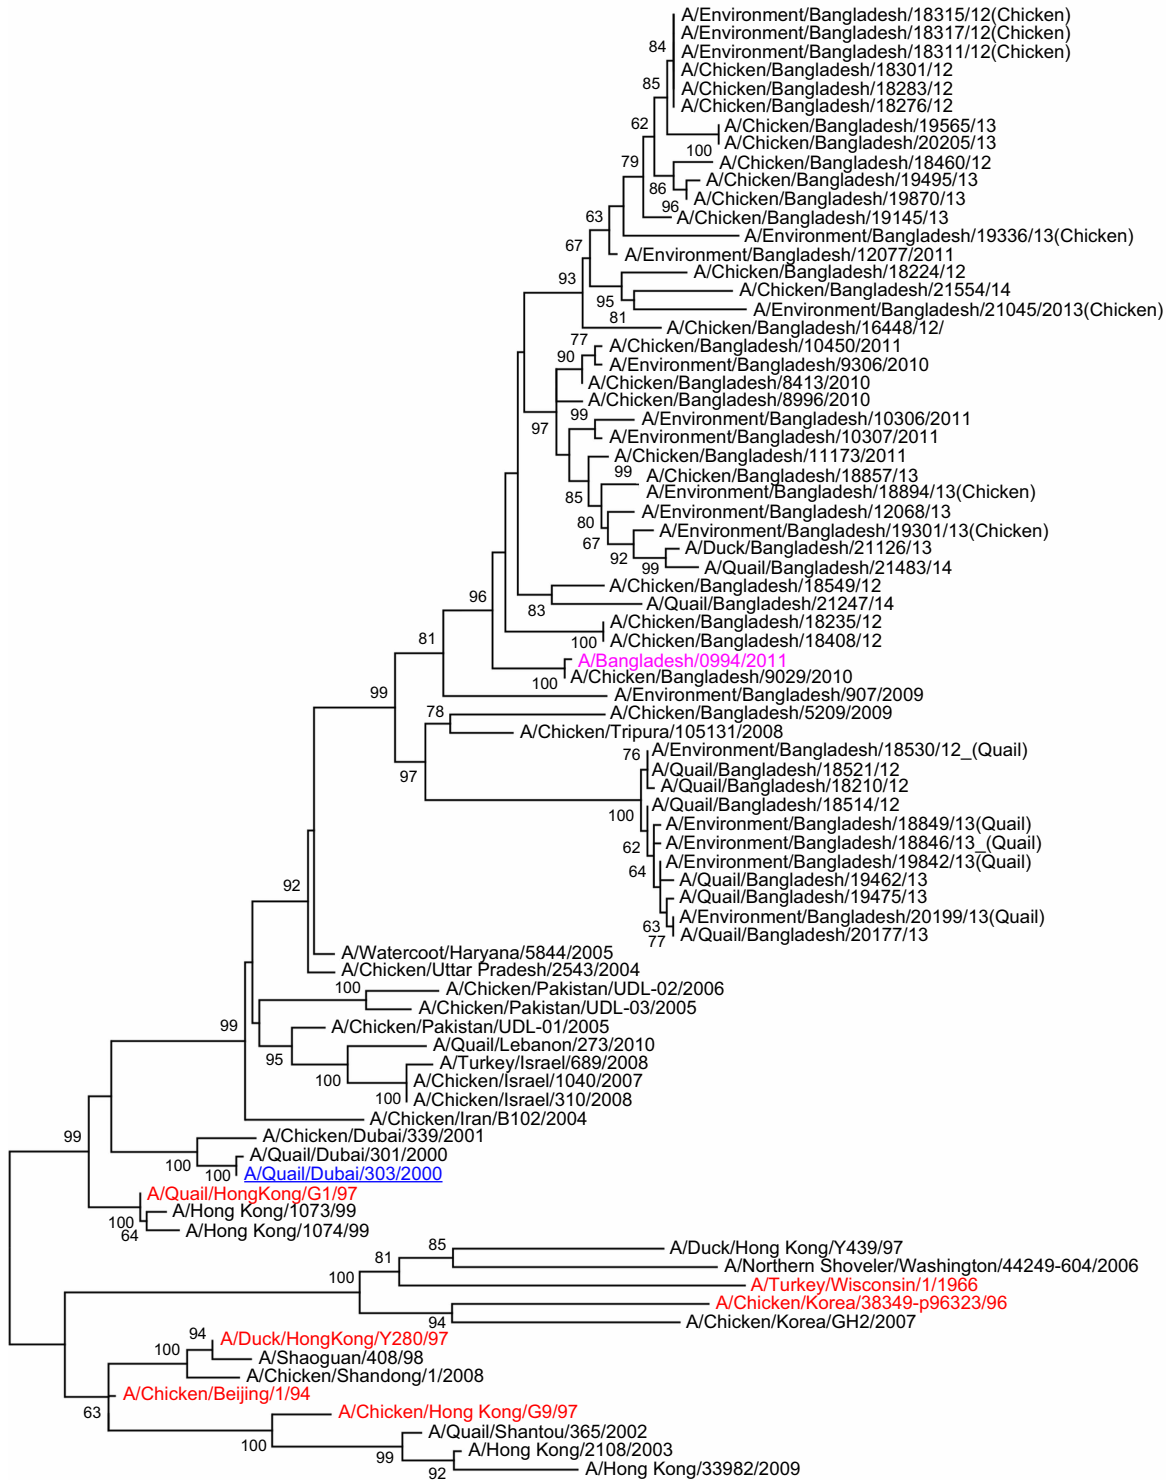 A/Environment/Bangladesh/18315/12(Chicken)
A/Environment/Bangladesh/18317/12(Chicken)
84
A/Environment/Bangladesh/18311/12(Chicken)
A/Chicken/Bangladesh/18301/12
85
A/Chicken/Bangladesh/18283/12
A/Chicken/Bangladesh/18276/12
62
A/Chicken/Bangladesh/19565/13
A/Chicken/Bangladesh/20205/13
100
79
A/Chicken/Bangladesh/18460/12
A/Chicken/Bangladesh/19495/13
86
A/Chicken/Bangladesh/19870/13
96
63
A/Chicken/Bangladesh/19145/13
A/Environment/Bangladesh/19336/13(Chicken)
67
A/Environment/Bangladesh/12077/2011
93
A/Chicken/Bangladesh/18224/12
A/Chicken/Bangladesh/21554/14
95
A/Environment/Bangladesh/21045/2013(Chicken)
81
A/Chicken/Bangladesh/16448/12/
77
A/Chicken/Bangladesh/10450/2011
90
A/Environment/Bangladesh/9306/2010
A/Chicken/Bangladesh/8413/2010
A/Chicken/Bangladesh/8996/2010
99
A/Environment/Bangladesh/10306/2011
97
A/Environment/Bangladesh/10307/2011
A/Chicken/Bangladesh/11173/2011
99
A/Chicken/Bangladesh/18857/13
85
A/Environment/Bangladesh/18894/13(Chicken)
A/Environment/Bangladesh/12068/13
80
A/Environment/Bangladesh/19301/13(Chicken)
67
A/Duck/Bangladesh/21126/13
92
99
A/Quail/Bangladesh/21483/14
A/Chicken/Bangladesh/18549/12
96
A/Quail/Bangladesh/21247/14
83
A/Chicken/Bangladesh/18235/12
81
A/Chicken/Bangladesh/18408/12
100
A/Bangladesh/0994/2011
A/Chicken/Bangladesh/9029/2010
100
99
A/Environment/Bangladesh/907/2009
78
A/Chicken/Bangladesh/5209/2009
A/Chicken/Tripura/105131/2008
76
A/Environment/Bangladesh/18530/12_(Quail)
97
A/Quail/Bangladesh/18521/12
A/Quail/Bangladesh/18210/12
A/Quail/Bangladesh/18514/12
100
A/Environment/Bangladesh/18849/13(Quail)
62
A/Environment/Bangladesh/18846/13_(Quail)
A/Environment/Bangladesh/19842/13(Quail)
64
A/Quail/Bangladesh/19462/13
92
A/Quail/Bangladesh/19475/13
A/Environment/Bangladesh/20199/13(Quail)
63
A/Quail/Bangladesh/20177/13
77
A/Watercoot/Haryana/5844/2005
A/Chicken/Uttar Pradesh/2543/2004
100
A/Chicken/Pakistan/UDL-02/2006
A/Chicken/Pakistan/UDL-03/2005
99
A/Chicken/Pakistan/UDL-01/2005
A/Quail/Lebanon/273/2010
95
A/Turkey/Israel/689/2008
100
A/Chicken/Israel/1040/2007
100
A/Chicken/Israel/310/2008
A/Chicken/Iran/B102/2004
99
A/Chicken/Dubai/339/2001
A/Quail/Dubai/301/2000
100
100
A/Quail/Dubai/303/2000
A/Quail/HongKong/G1/97
A/Hong Kong/1073/99
100
A/Hong Kong/1074/99
64
85
A/Duck/Hong Kong/Y439/97
81
A/Northern Shoveler/Washington/44249-604/2006
100
A/Turkey/Wisconsin/1/1966
A/Chicken/Korea/38349-p96323/96
94
A/Chicken/Korea/GH2/2007
94
A/Duck/HongKong/Y280/97
100
A/Shaoguan/408/98
A/Chicken/Shandong/1/2008
A/Chicken/Beijing/1/94
63
A/Chicken/Hong Kong/G9/97
A/Quail/Shantou/365/2002
100
A/Hong Kong/2108/2003
99
A/Hong Kong/33982/2009
92